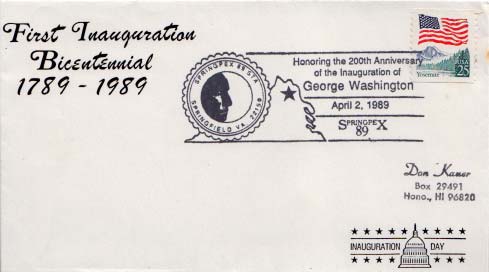 First Inauguration
Bicentennial
1789 - 1989
SPRINGPEX 89 STA
SPRINGFIELD VA 22150
Honoring the 200th Anniversary
of the Inauguration of
George Washington
April 2, 1989
SPRINGPEX
89
USA
Yosemite
25
Don Kaner
Box 29491
Hono., HI 96820
INAUGURATION DAY